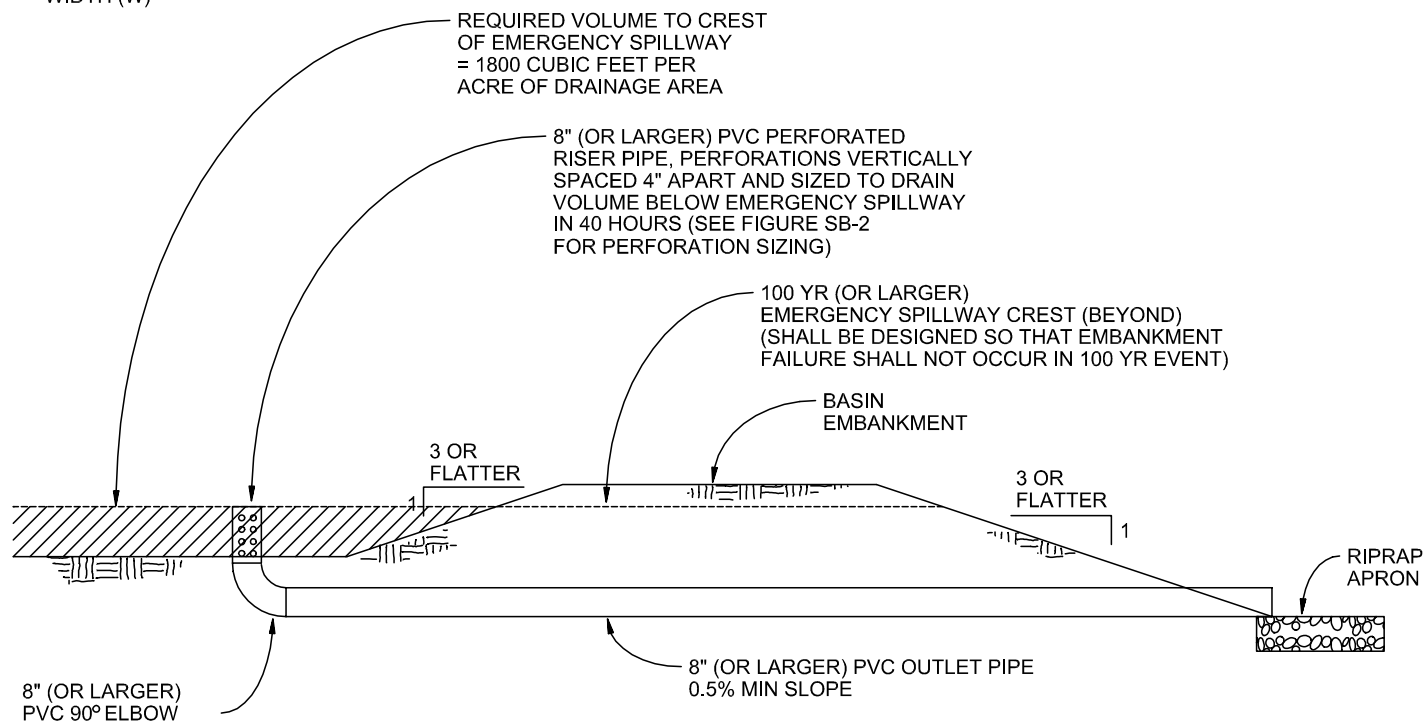 WIDTH (W)
REQUIRED VOLUME TO CREST
OF EMERGENCY SPILLWAY
= 1800 CUBIC FEET PER
ACRE OF DRAINAGE AREA
8" (OR LARGER) PVC PERFORATED
RISER PIPE, PERFORATIONS VERTICALLY
SPACED 4" APART AND SIZED TO DRAIN
VOLUME BELOW EMERGENCY SPILLWAY
IN 40 HOURS (SEE FIGURE SB-2
FOR PERFORATION SIZING)
100 YR (OR LARGER)
EMERGENCY SPILLWAY CREST (BEYOND)
(SHALL BE DESIGNED SO THAT EMBANKMENT
FAILURE SHALL NOT OCCUR IN 100 YR EVENT)
BASIN
EMBANKMENT
3 OR
FLATTER
1
3 OR
FLATTER
1
RIPRAP
APRON
8" (OR LARGER) PVC OUTLET PIPE
0.5% MIN SLOPE
8" (OR LARGER)
PVC 90º ELBOW